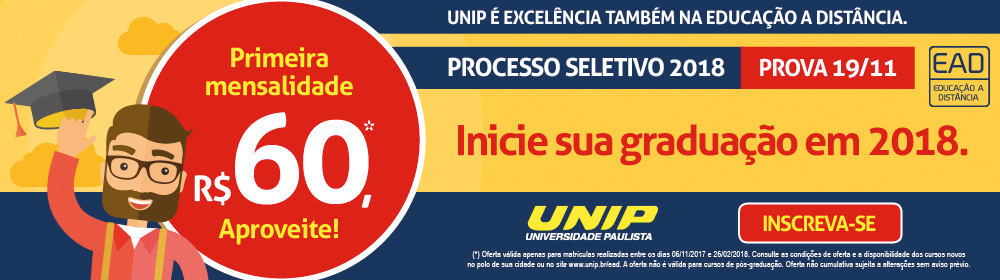 UNIP É EXCELÊNCIA TAMBÉM NA EDUCAÇÃO A DISTÂNCIA.
Primeira
mensalidade
R$ 60,*
Aproveite!
PROCESSO SELETIVO 2018 PROVA 19/11
EAD
EDUCAÇÃO A
DISTÂNCIA
Inicie sua graduação em 2018.
UNIP
UNIVERSIDADE PAULISTA
INSCREVA-SE
(*) Oferta válida apenas para matrículas realizadas entre os dias 06/11/2017 e 26/02/2018. Consulte as condições de oferta e a disponibilidade dos cursos novos
no polo de sua cidade ou no site www.unip.br/ead. A oferta não é válida para cursos de pós-graduação. Oferta não cumulativa sujeita a alterações sem aviso prévio.